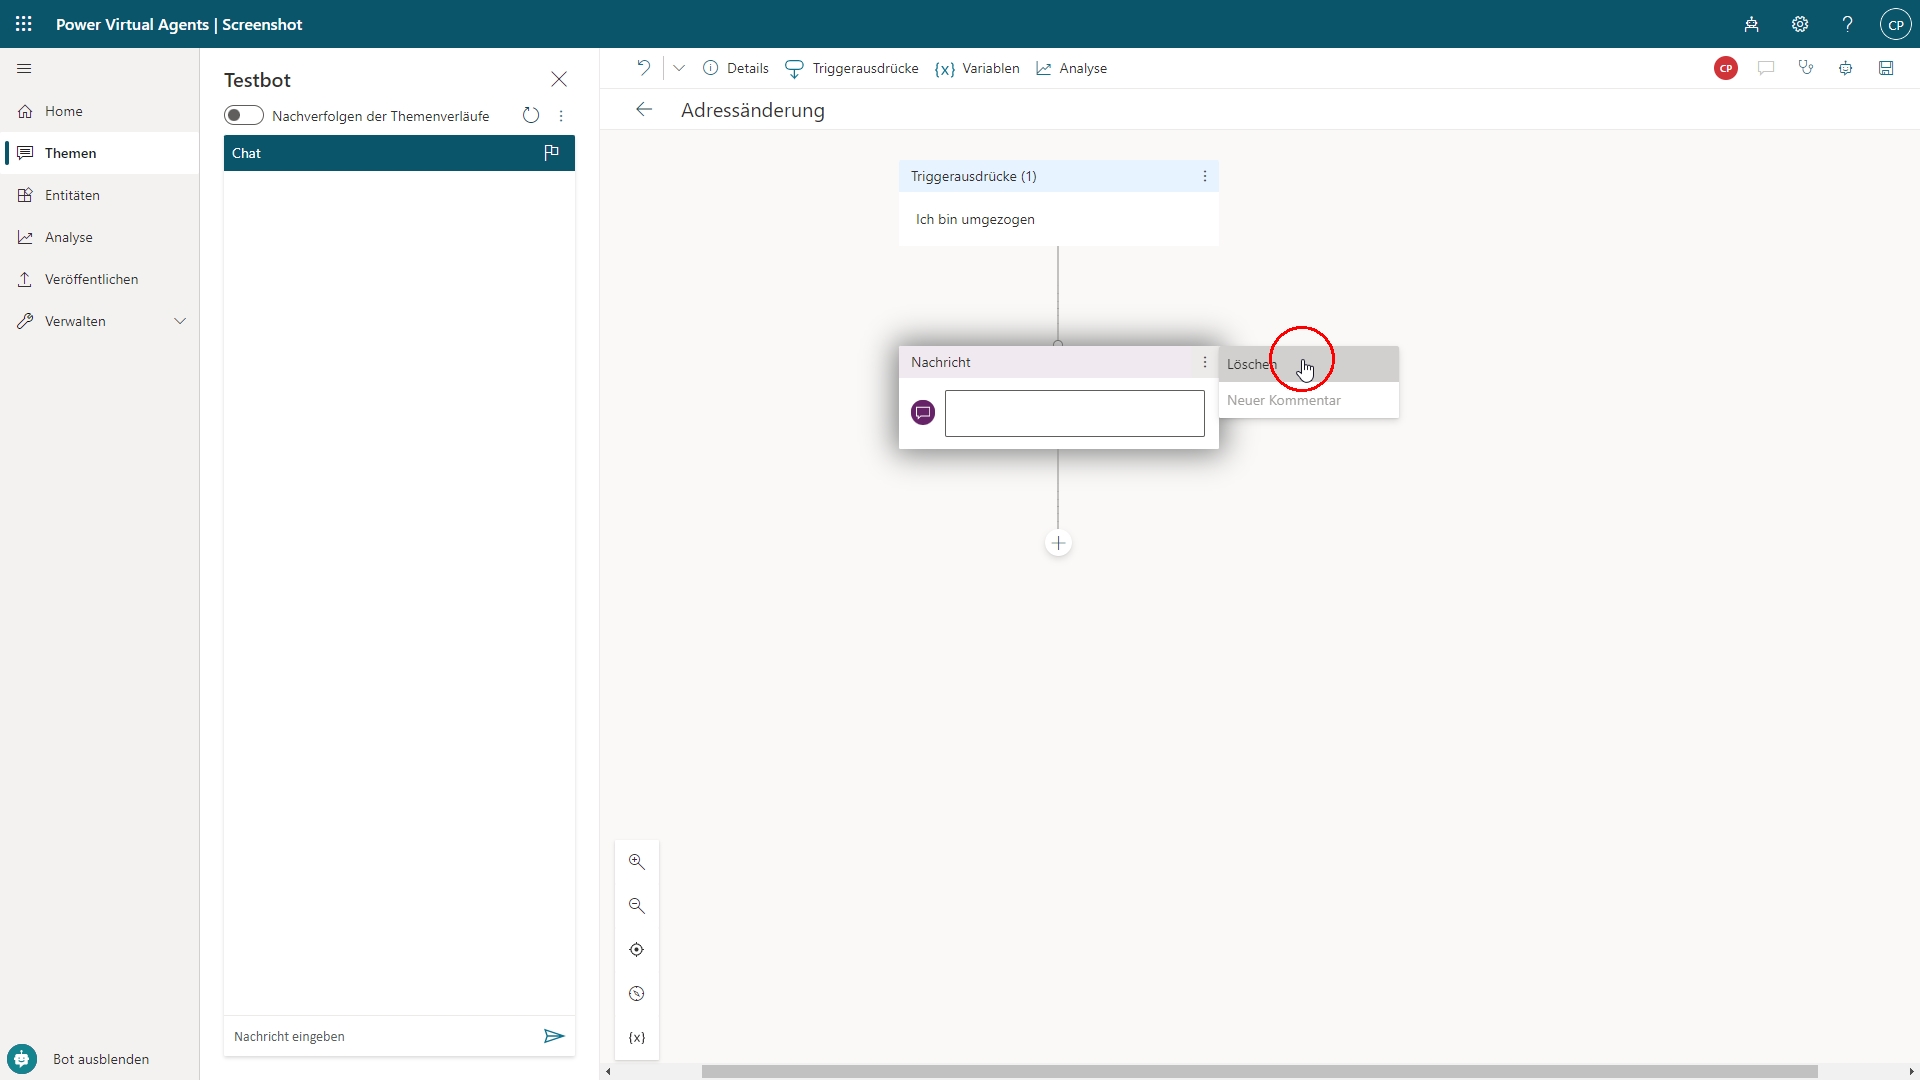 Power Virtual Agents | Screenshot
CP
Home
Themen
Entitäten
Analyse
Veröffentlichen
Verwalten
Bot ausblenden
Testbot
Nachverfolgen der Themenverläufe
Chat
Nachricht eingeben
Details
Triggerausdrücke
{x} Variablen
Analyse
CP
Adressänderung
Triggerausdrücke (1)
Ich bin umgezogen
Nachricht
Löschen
Neuer Kommentar
{x}